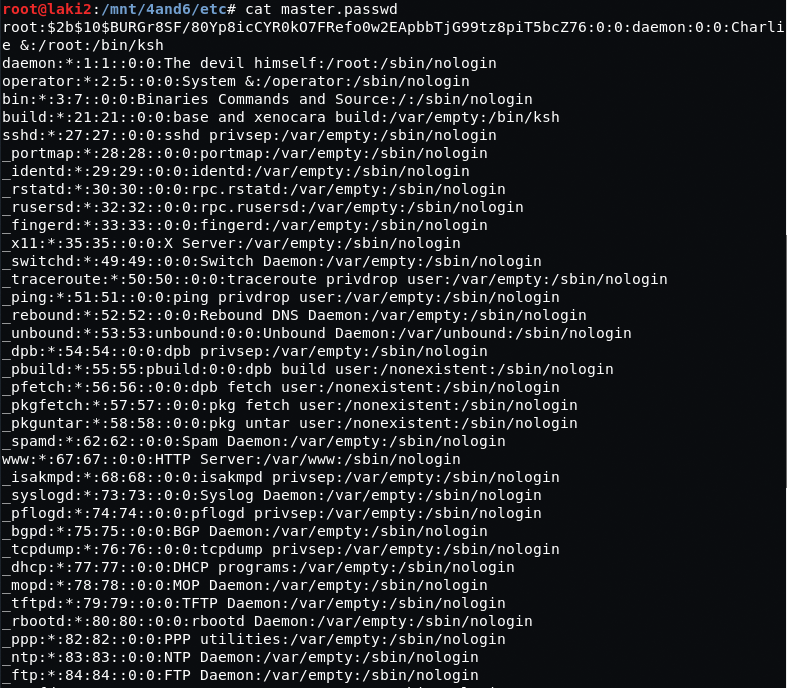 root@laki2:/mnt/4and6/etc# cat master.passwd
root:$2b$10$BURGr8SF/80Yp8icCYR0kO7FRefo0w2EApbbTjG99tz8piT5bcZ76:0:0:daemon:0:0:Charli
e &:/root:/bin/ksh
daemon:*:1:1::0:0:The devil himself:/root:/sbin/nologin
operator:*:2:5::0:0:System &:/operator:/sbin/nologin
bin:*:3:7::0:0:Binaries Commands and Source:/:/sbin/nologin
build:*:21:21::0:0:base and xenocara build:/var/empty:/bin/ksh
sshd:*:27:27::0:0:sshd privsep:/var/empty:/sbin/nologin
_portmap:*:28:28::0:0:portmap:/var/empty:/sbin/nologin
_identd:*:29:29::0:0:identd:/var/empty:/sbin/nologin
_rstatd:*:30:30::0:0:rpc.rstatd:/var/empty:/sbin/nologin
_rusersd:*:32:32::0:0:rpc.rusersd:/var/empty:/sbin/nologin
_fingerd:*:33:33::0:0:fingerd:/var/empty:/sbin/nologin
_x11:*:35:35::0:0:X Server:/var/empty:/sbin/nologin
_switchd:*:49:49::0:0:Switch Daemon:/var/empty:/sbin/nologin
_traceroute:*:50:50::0:0:traceroute privdrop user:/var/empty:/sbin/nologin
_ping:*:51:51::0:0:ping privdrop user:/var/empty:/sbin/nologin
_rebound:*:52:52::0:0:Rebound DNS Daemon:/var/empty:/sbin/nologin
_unbound:*:53:53:unbound:0:0:Unbound Daemon:/var/unbound:/sbin/nologin
_dpb:*:54:54::0:0:dpb privsep:/var/empty:/sbin/nologin
_pbuild:*:55:55:pbuild:0:0:dpb build user:/nonexistent:/sbin/nologin
_pfetch:*:56:56::0:0:dpb fetch user:/nonexistent:/sbin/nologin
_pkgfetch:*:57:57::0:0:pkg fetch user:/nonexistent:/sbin/nologin
_pkguntar:*:58:58::0:0:pkg untar user:/nonexistent:/sbin/nologin
_spamd:*:62:62::0:0:Spam Daemon:/var/empty:/sbin/nologin
www:*:67:67::0:0:HTTP Server:/var/www:/sbin/nologin
_isakmpd:*:68:68::0:0:isakmpd privsep:/var/empty:/sbin/nologin
_syslogd:*:73:73::0:0:Syslog Daemon:/var/empty:/sbin/nologin
_pflogd:*:74:74::0:0:pflogd privsep:/var/empty:/sbin/nologin
_bgpd:*:75:75::0:0:BGP Daemon:/var/empty:/sbin/nologin
_tcpdump:*:76:76::0:0:tcpdump privsep:/var/empty:/sbin/nologin
_dhcp:*:77:77::0:0:DHCP programs:/var/empty:/sbin/nologin
_mopd:*:78:78::0:0:MOP Daemon:/var/empty:/sbin/nologin
_tftpd:*:79:79::0:0:TFTP Daemon:/var/empty:/sbin/nologin
_rbootd:*:80:80::0:0:rbootd Daemon:/var/empty:/sbin/nologin
_ppp:*:82:82::0:0:PPP utilities:/var/empty:/sbin/nologin
_ntp:*:83:83::0:0:NTP Daemon:/var/empty:/sbin/nologin
_ftp:*:84:84::0:0:FTP Daemon:/var/empty:/sbin/nologin